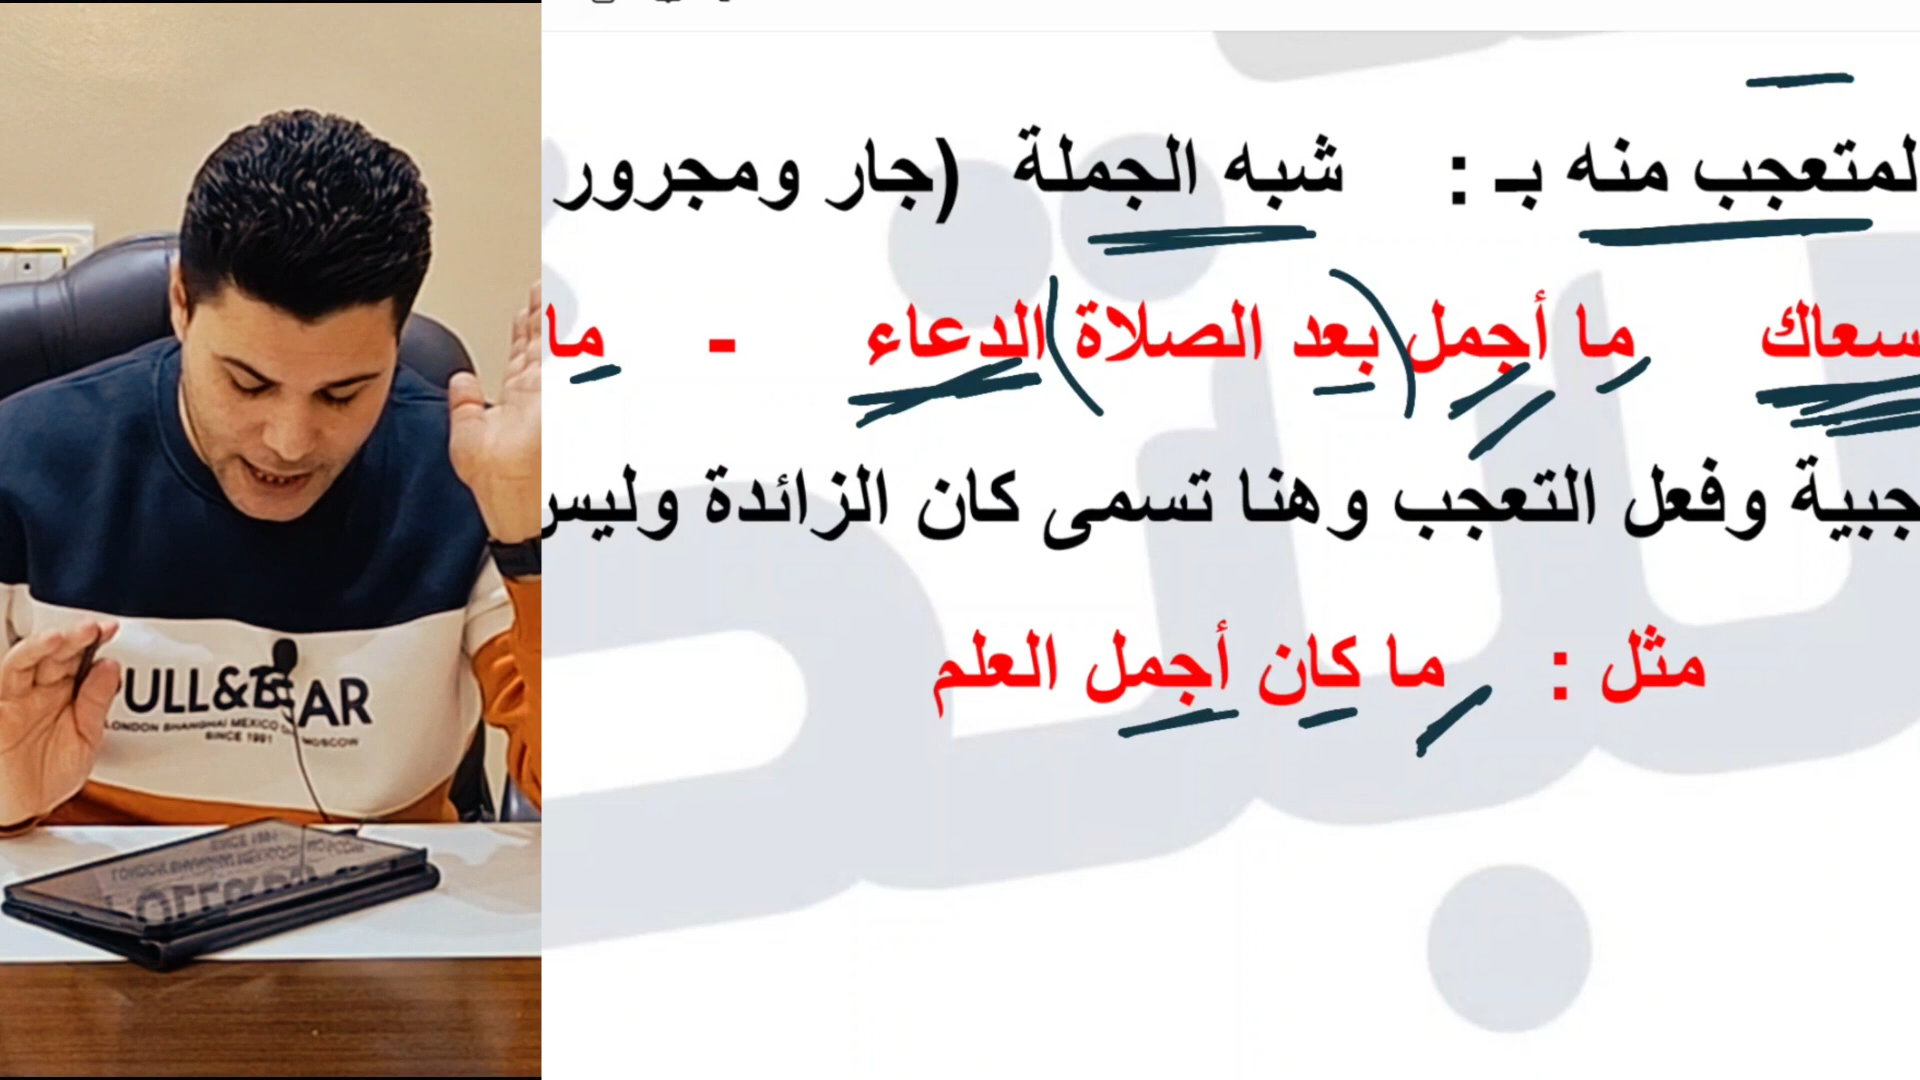 لمتعجب منه بـ : شبه الجملة (جار ومجرور
سعاك ما أجمل بعد الصلاة الدعاء - ما
جبية وفعل التعجب وهنا تسمى كان الزائدة وليس
مثل : ما كان أجمل العلم
PULL&BEAR
LONDON SHANGHAI MEXICO MOSCOW
SINCE 1991